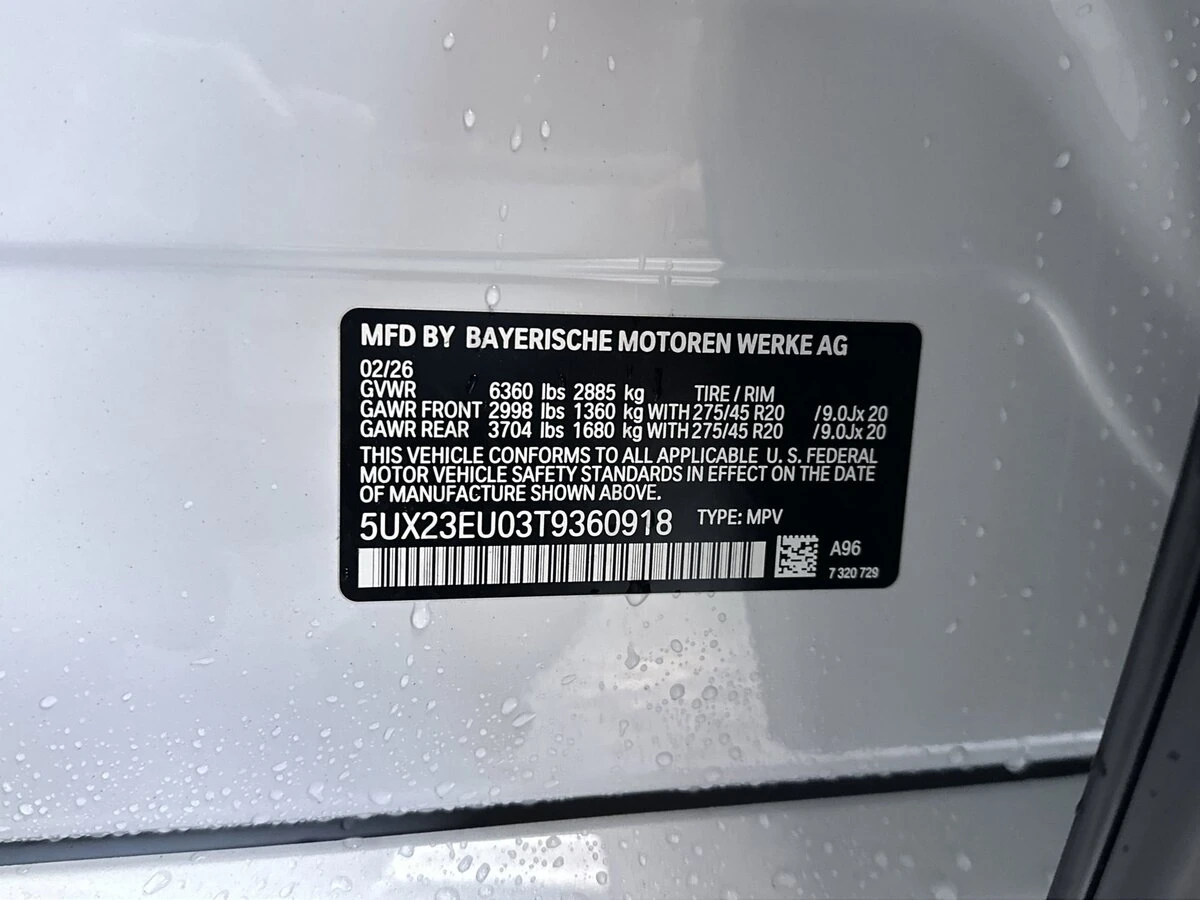 MFD BY BAYERISCHE MOTOREN WERKE AG
02/26
GVWR 6360 lbs 2885 kg TIRE / RIM
GAWR FRONT 2998 lbs 1360 kg WITH 275/45 R20 /9.0Jx 20
GAWR REAR 3704 lbs 1680 kg WITH 275/45 R20 /9.0Jx 20
THIS VEHICLE CONFORMS TO ALL APPLICABLE U. S. FEDERAL
MOTOR VEHICLE SAFETY STANDARDS IN EFFECT ON THE DATE
OF MANUFACTURE SHOWN ABOVE.
5UX23EU03T9360918 TYPE: MPV
A96
7 320 729